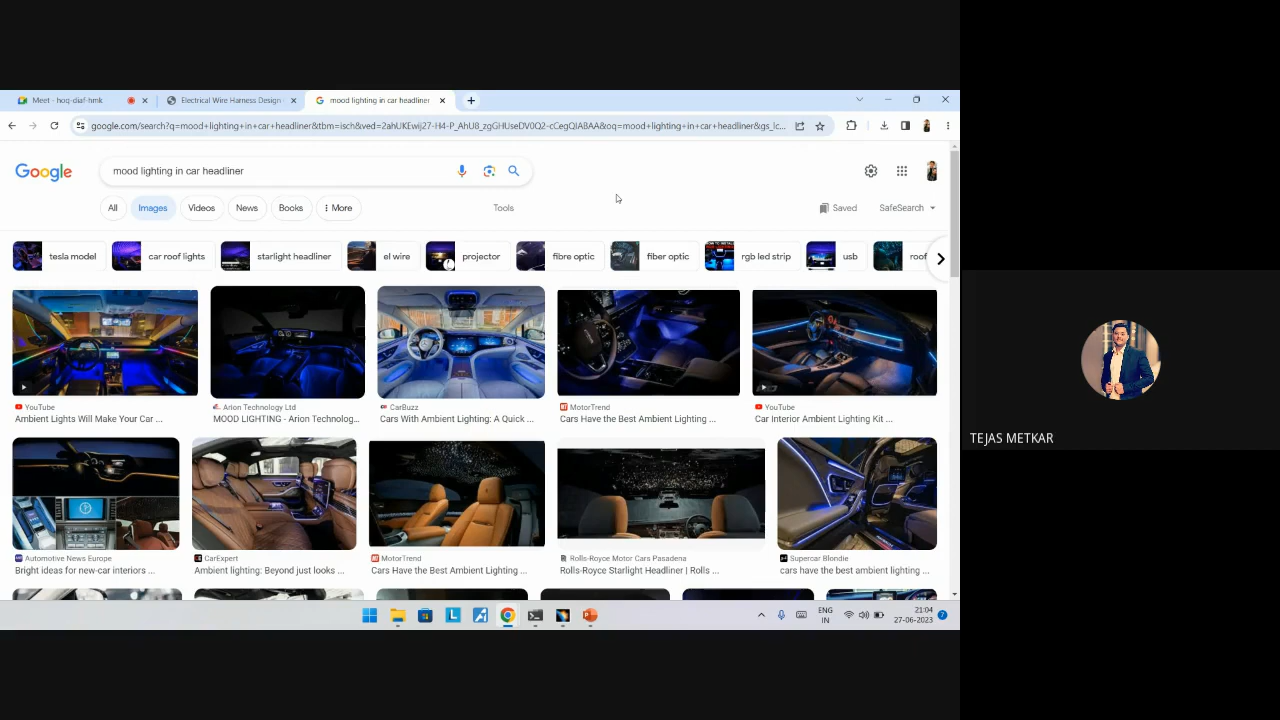 Meet - hoq-diaf-hmk
Electrical Wire Harness Design
mood lighting in car headliner
google.com/search?q=mood+lighting+in+car+headliner&tbm=isch&ved=2ahUKEwij27-H4-P_AhU8_zgGHUseDV0Q2-cCegQIABAA&oq=mood+lighting+in+car+headliner&gs_lc...
Google
mood lighting in car headliner
All
Images
Videos
News
Books
More
Tools
Saved
SafeSearch
tesla model
car roof lights
starlight headliner
el wire
projector
fibre optic
fiber optic
rgb led strip
usb
roof
YouTube
Ambient Lights Will Make Your Car ...
Arion Technology Ltd
MOOD LIGHTING - Arion Technolog...
CarBuzz
Cars With Ambient Lighting: A Quick ...
MotorTrend
Cars Have the Best Ambient Lighting ...
YouTube
Car Interior Ambient Lighting Kit ...
Automotive News Europe
Bright ideas for new-car interiors ...
CarExpert
Ambient lighting: Beyond just looks ...
MotorTrend
Cars Have the Best Ambient Lighting ...
Rolls-Royce Motor Cars Pasadena
Rolls-Royce Starlight Headliner | Rolls ...
Supercar Blondie
cars have the best ambient lighting ...
ENG
IN
21:04
27-06-2023
TEJAS METKAR